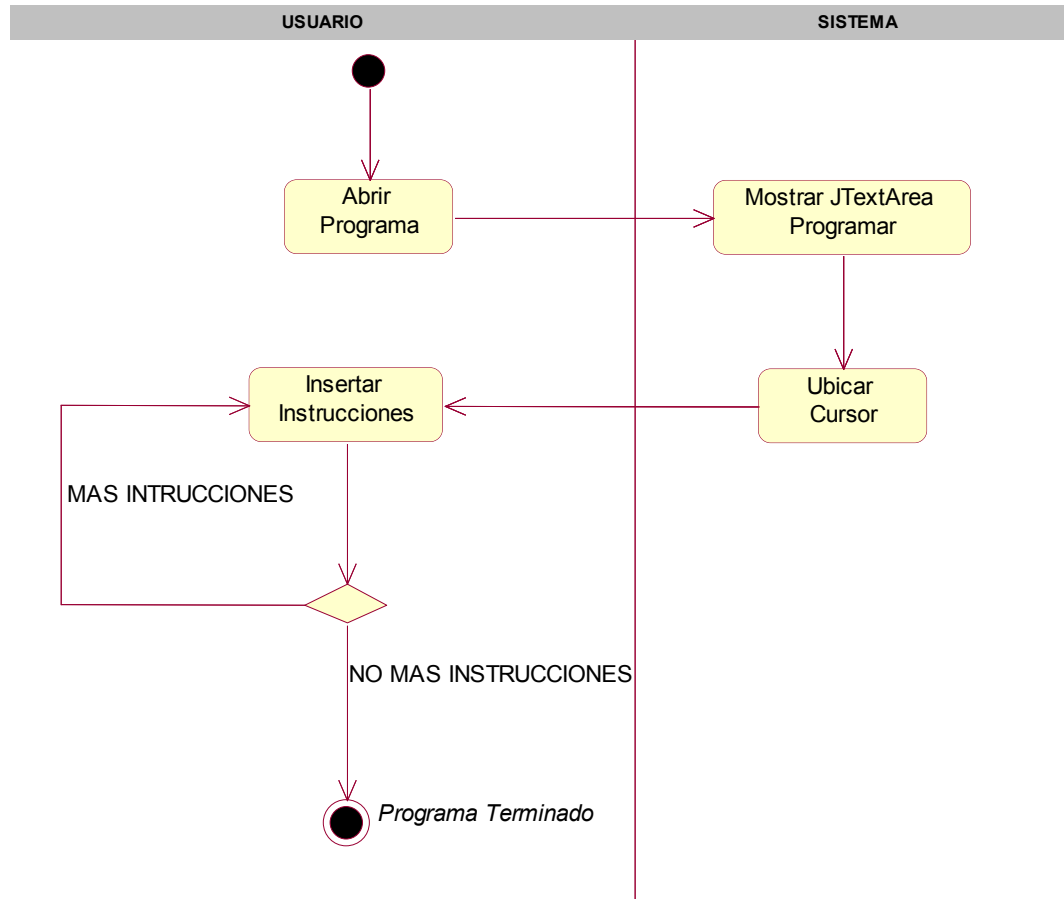 USUARIO
SISTEMA
Abrir
Programa
Mostrar JTextArea
Programar
Insertar
Instrucciones
Ubicar
Cursor
MAS INTRUCCIONES
NO MAS INSTRUCCIONES
Programa Terminado